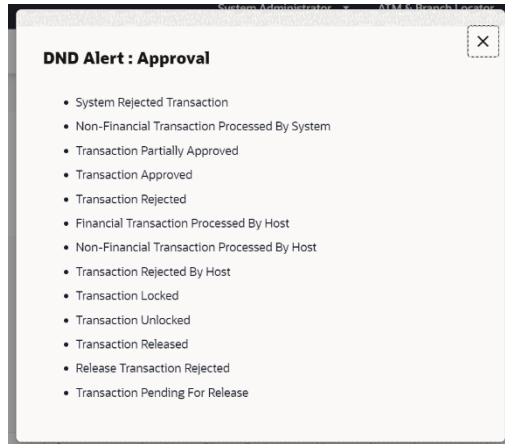 System Administrator ATM & Branch Locator
DND Alert : Approval
System Rejected Transaction
Non-Financial Transaction Processed By System
Transaction Partially Approved
Transaction Approved
Transaction Rejected
Financial Transaction Processed By Host
Non-Financial Transaction Processed By Host
Transaction Rejected By Host
Transaction Locked
Transaction Unlocked
Transaction Released
Release Transaction Rejected
Transaction Pending For Release